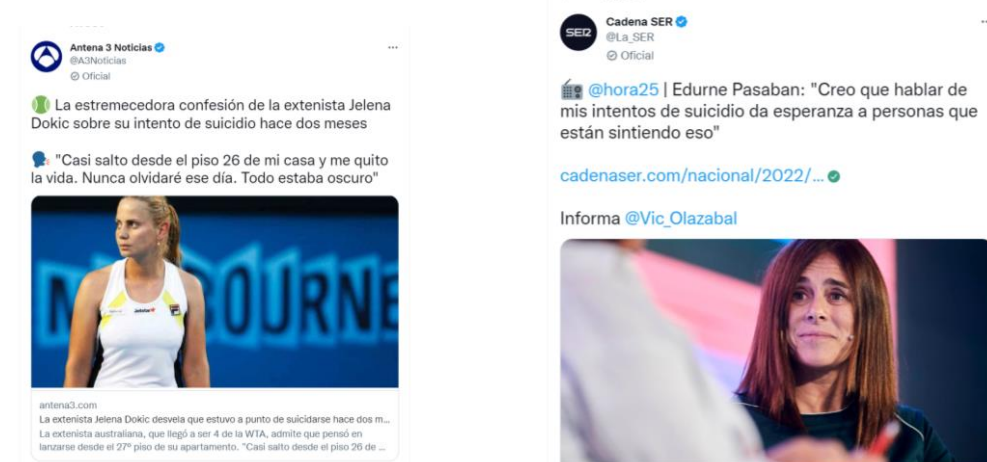 Antena 3 Noticias
@A3Noticias
Oficial
La estremecedora confesión de la extenista Jelena
Dokic sobre su intento de suicidio hace dos meses
"Casi salto desde el piso 26 de mi casa y me quito
la vida. Nunca olvidaré ese día. Todo estaba oscuro"
MELBOURNE
Jetstar
FILA
antena3.com
La extenista Jelena Dokic desvela que estuvo a punto de suicidarse hace dos m...
La extenista australiana, que llegó a ser 4 de la WTA, admite que pensó en
lanzarse desde el 27º piso de su apartamento. "Casi salto desde el piso 26 de ...
SER
Cadena SER
@La_SER
Oficial
@hora25 | Edurne Pasaban: "Creo que hablar de
mis intentos de suicidio da esperanza a personas que
están sintiendo eso"
cadenaser.com/nacional/2022/...
Informa @Vic_Olazabal